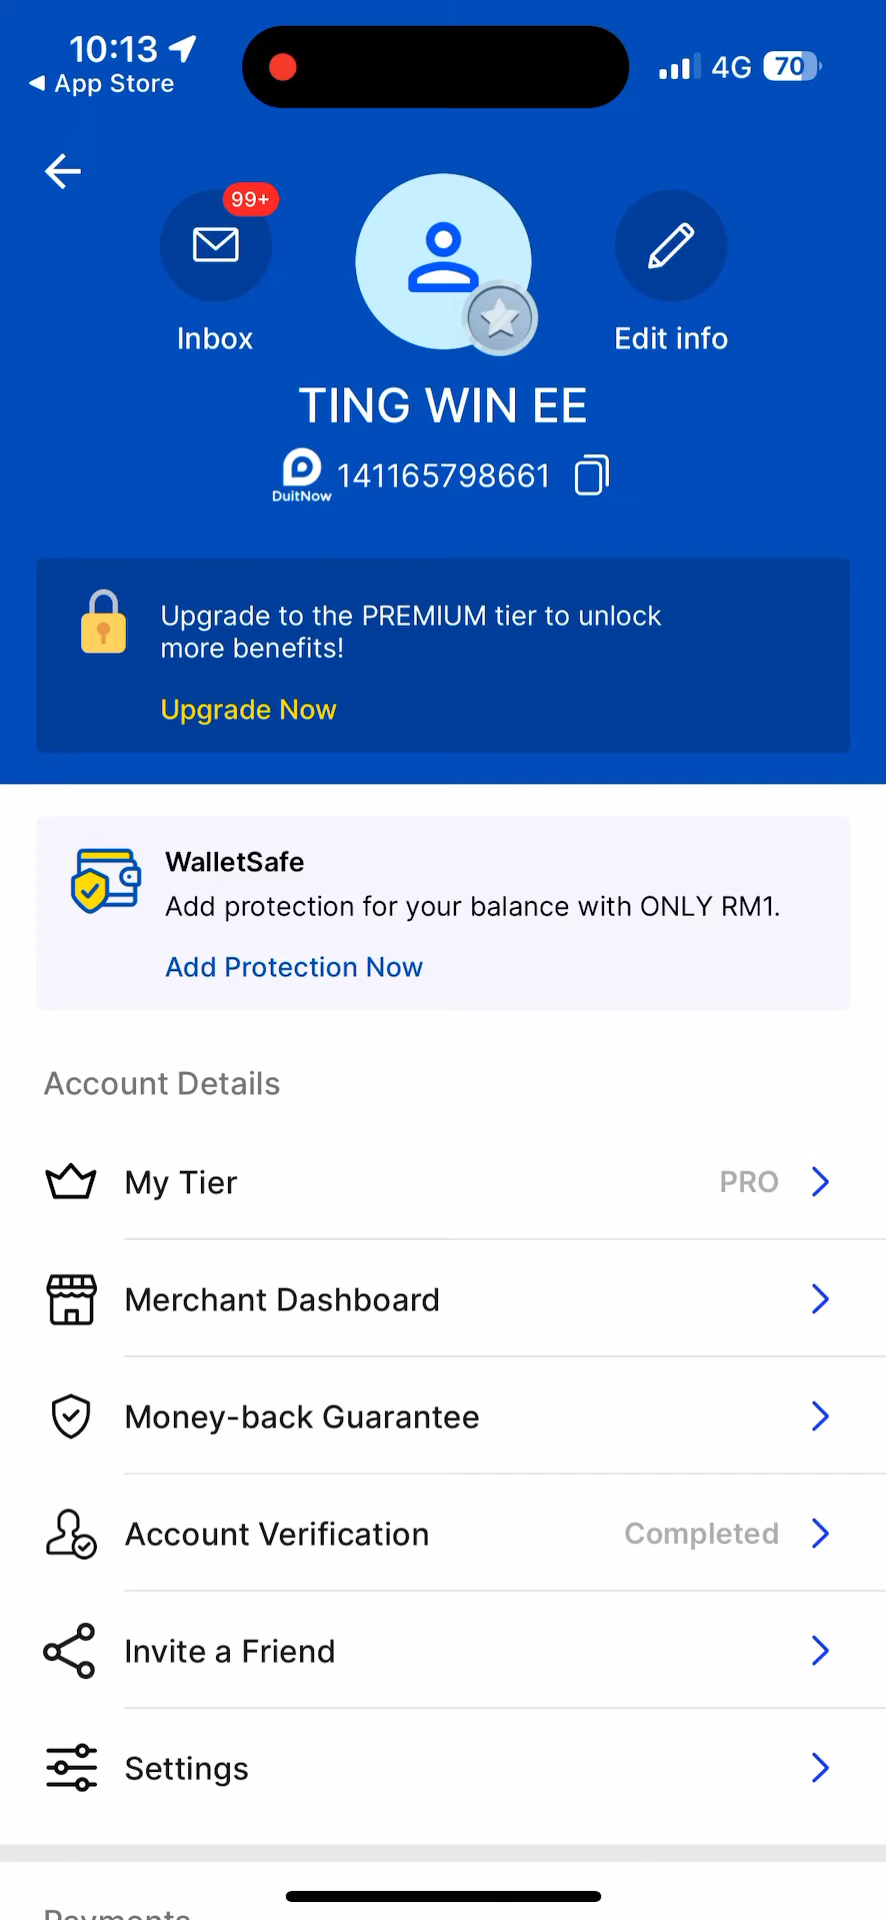 10:13
◀ App Store
4G
70
99+
Inbox
Edit info
TING WIN EE
DuitNow
141165798661
Upgrade to the PREMIUM tier to unlock
more benefits!
Upgrade Now
WalletSafe
Add protection for your balance with ONLY RM1.
Add Protection Now
Account Details
My Tier
PRO
Merchant Dashboard
Money-back Guarantee
Account Verification
Completed
Invite a Friend
Settings
Payments